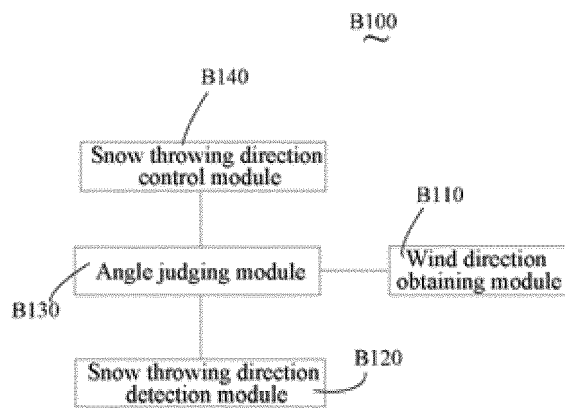 B100
B140
Snow throwing direction
control module
B110
Angle judging module
Wind direction
obtaining module
B130
B120
Snow throwing direction
detection module